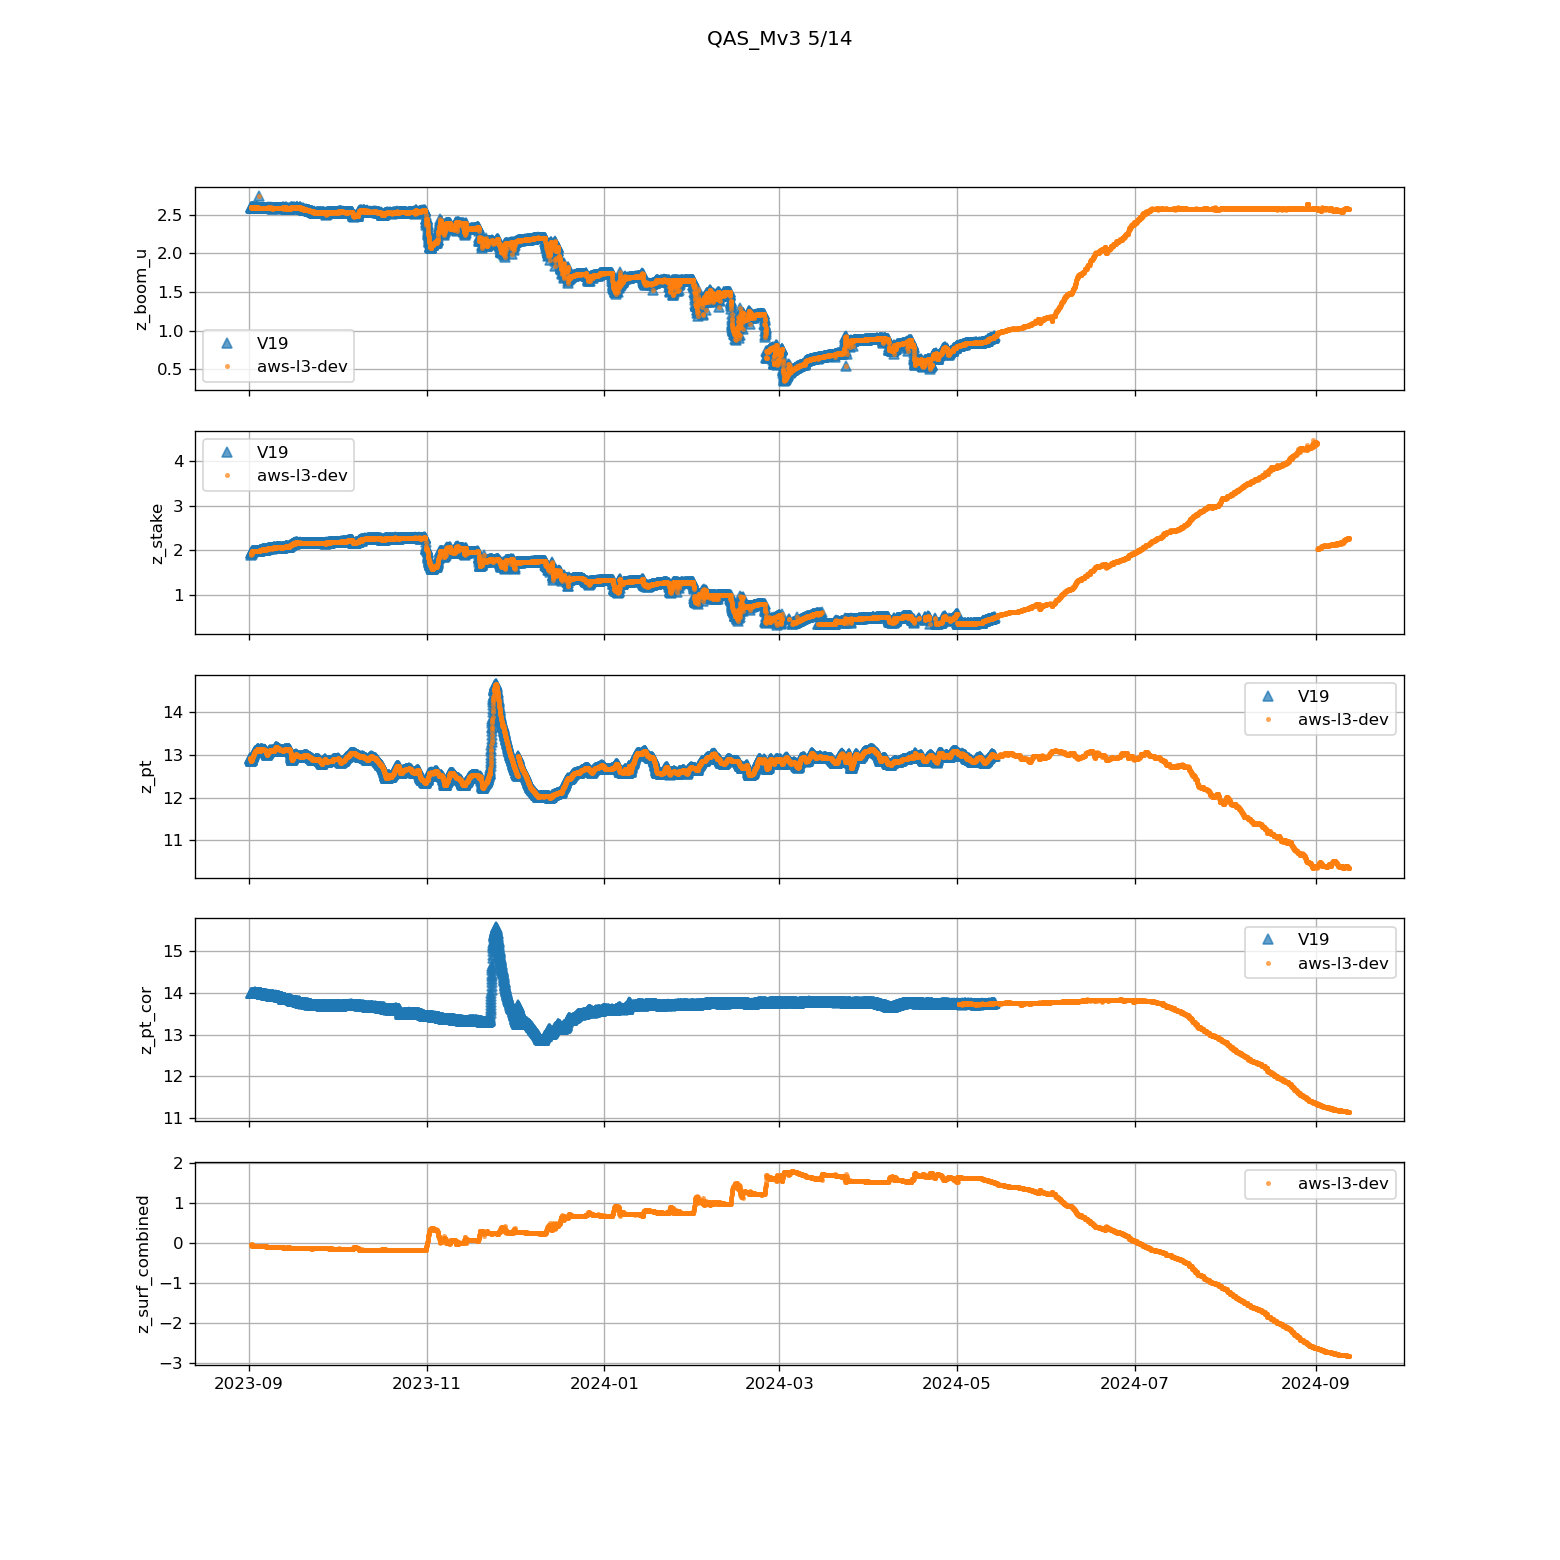 QAS_Mv3 5/14
z_boom_u
2.5
2.0
1.5
1.0
0.5
V19
aws-l3-dev
z_stake
4
3
2
1
V19
aws-l3-dev
z_pt
14
13
12
11
V19
aws-l3-dev
z_pt_cor
15
14
13
12
11
V19
aws-l3-dev
z_surf_combined
2
1
0
−1
−2
−3
aws-l3-dev
2023-09 2023-11 2024-01 2024-03 2024-05 2024-07 2024-09